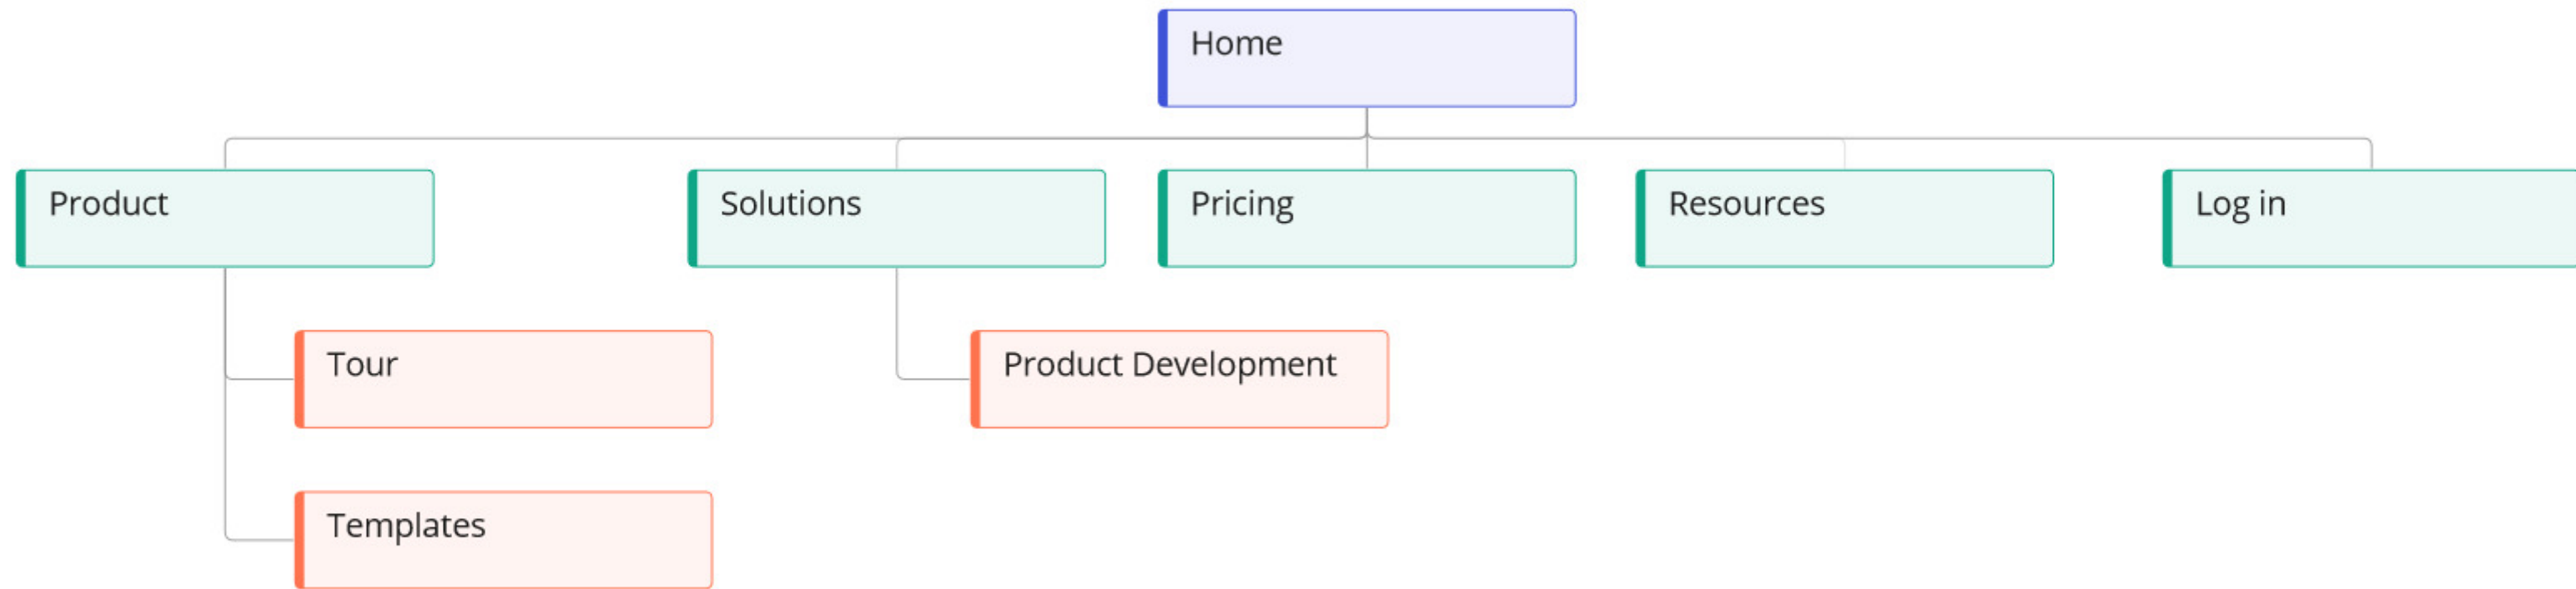 Home
Product
Solutions
Pricing
Resources
Log in
Tour
Product Development
Templates